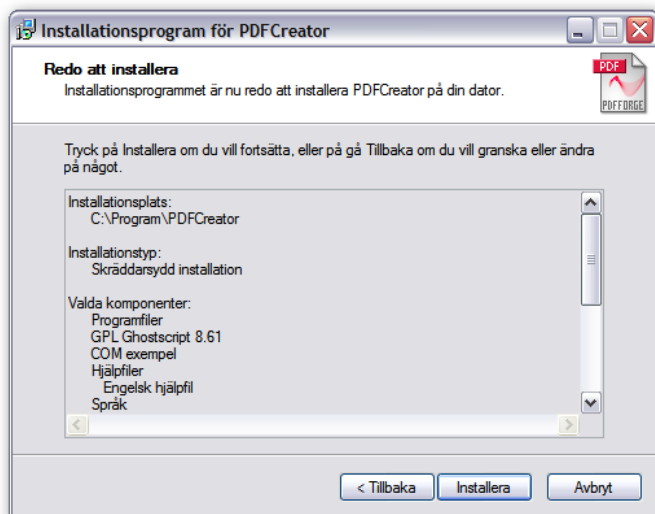 Installationsprogram för PDFCreator
Redo att installera
Installationsprogrammet är nu redo att installera PDFCreator på din dator.
PDF
PDFFORGE
Tryck på Installera om du vill fortsätta, eller på gå Tillbaka om du vill granska eller ändra
på något.
Installationsplats:
C:\Program\PDFCreator
Installationstyp:
Skräddarsydd installation
Valda komponenter:
Programfiler
GPL Ghostscript 8.61
COM exempel
Hjälpfiler
Engelsk hjälpfil
Språk
< Tillbaka
Installera
Avbryt